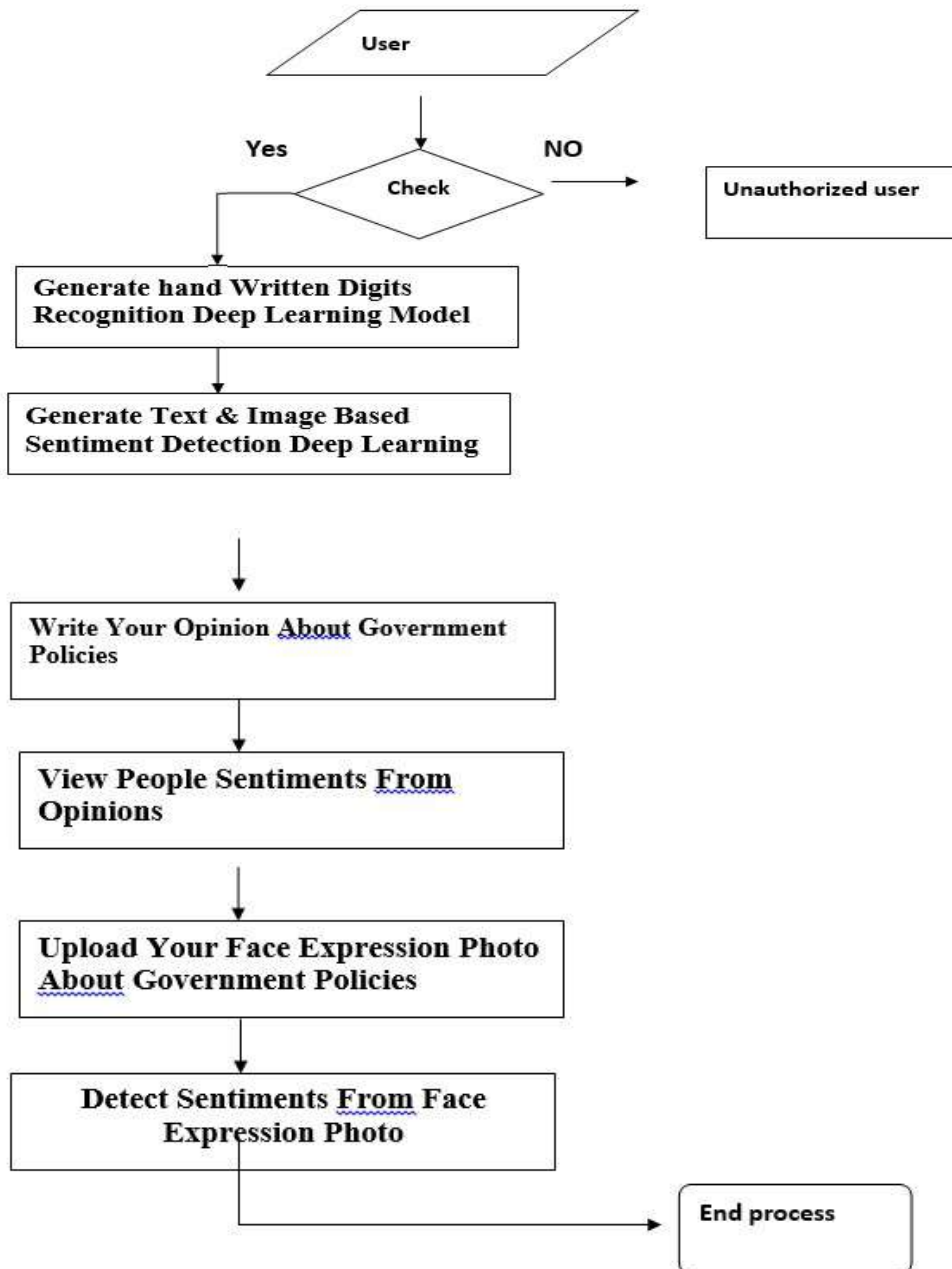 User
Yes
NO
Check
Unauthorized user
Generate hand Written Digits
Recognition Deep Learning Model
Generate Text & Image Based
Sentiment Detection Deep Learning
Write Your Opinion About Government
Policies
View People Sentiments From
Opinions
Upload Your Face Expression Photo
About Government Policies
Detect Sentiments From Face
Expression Photo
End process